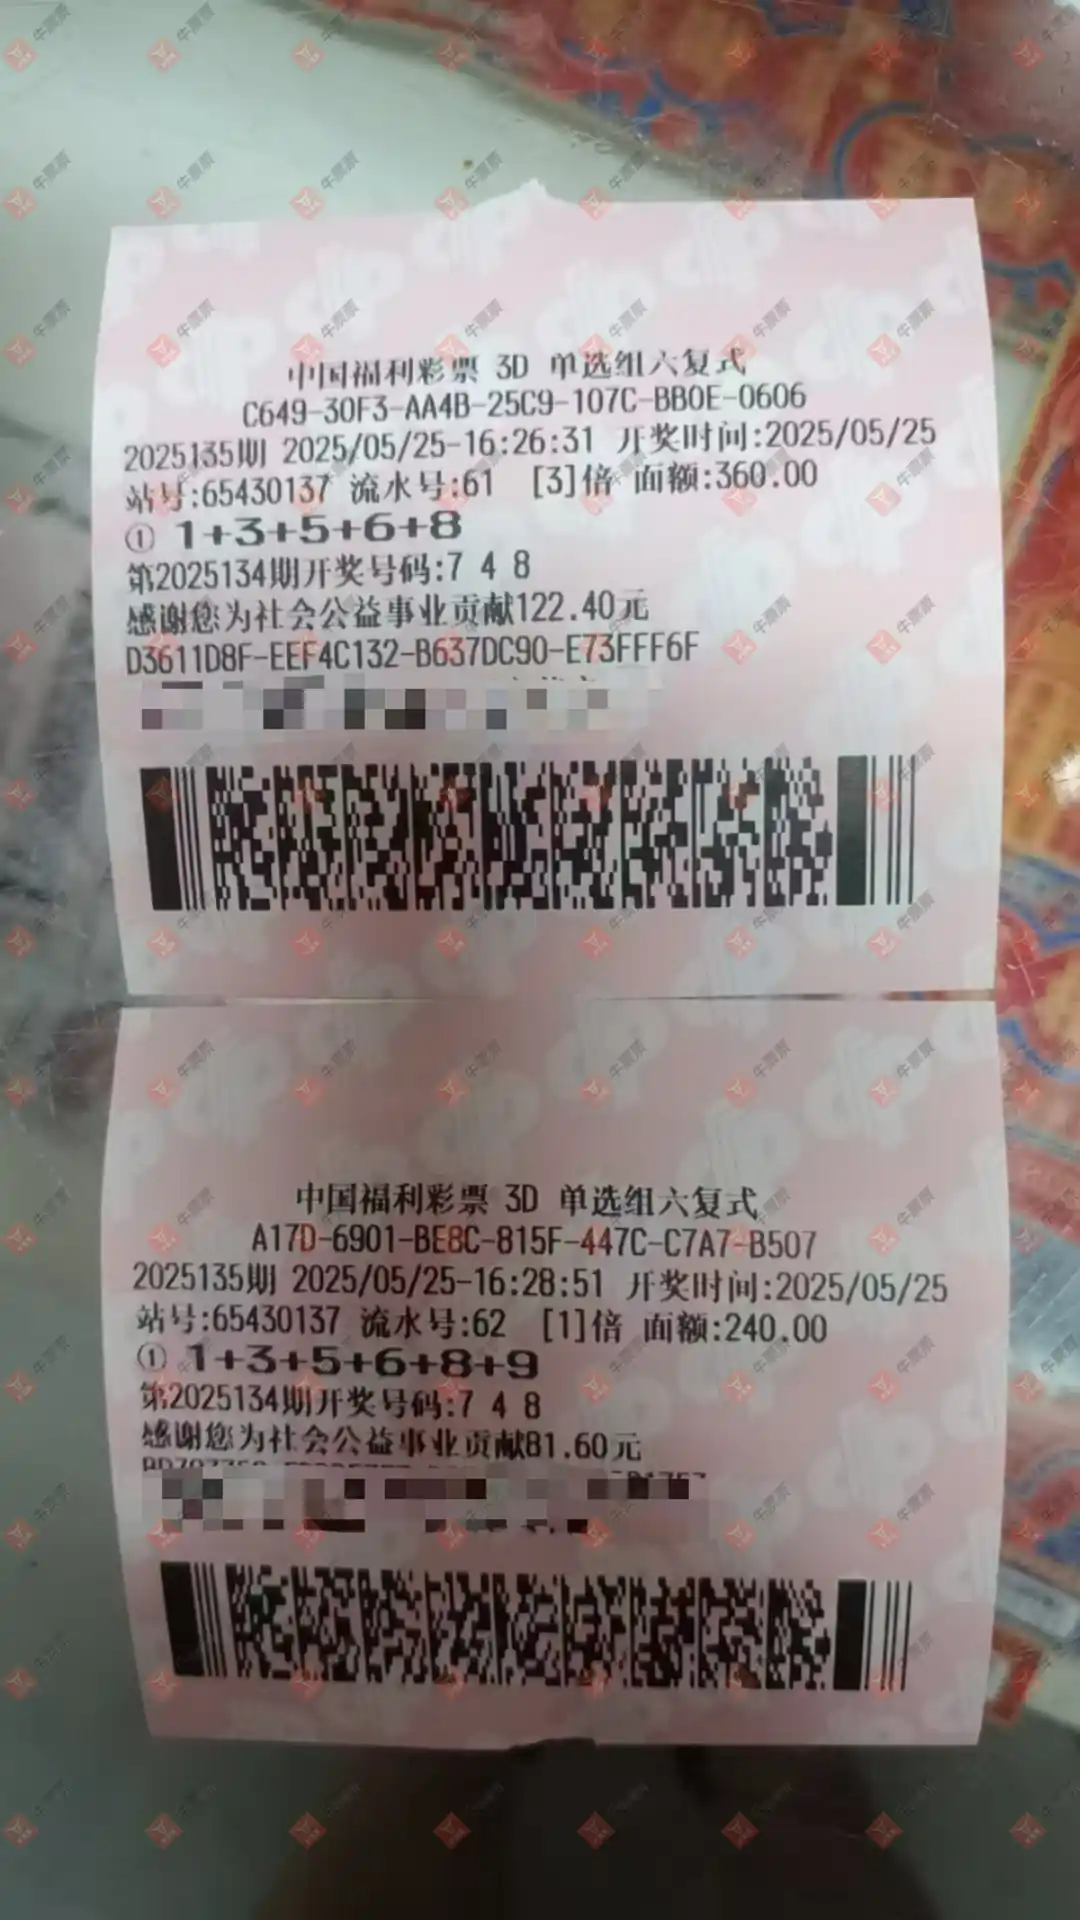 中国福利彩票 3D 单选组六复式
C649-30F3-AA4B-25C9-107C-BB0E-0606
2025135期 2025/05/25-16:26:31 开奖时间:2025/05/25
站号:65430137 流水号:61 [3]倍 面额:360.00
① 1+3+5+6+8
第2025134期开奖号码:7 4 8
感谢您为社会公益事业贡献122.40元
D3611D8F-EEF4C132-B637DC90-E73FFF6F
中国福利彩票 3D 单选组六复式
A17D-6901-BE8C-815F-447C-C7A7-B507
2025135期 2025/05/25-16:28:51 开奖时间:2025/05/25
站号:65430137 流水号:62 [1]倍 面额:240.00
① 1+3+5+6+8+9
第2025134期开奖号码:7 4 8
感谢您为社会公益事业贡献81.60元